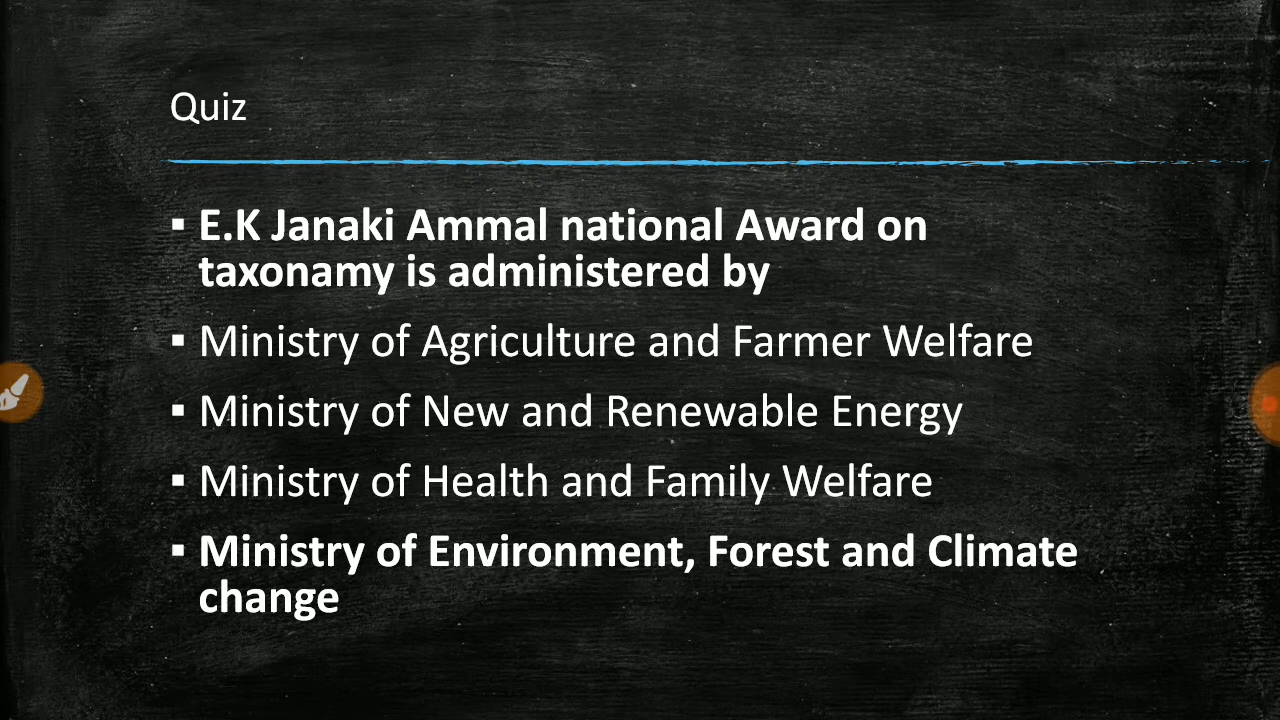 Quiz
▪ E.K Janaki Ammal national Award on
taxonamy is administered by
▪ Ministry of Agriculture and Farmer Welfare
▪ Ministry of New and Renewable Energy
▪ Ministry of Health and Family Welfare
▪ Ministry of Environment, Forest and Climate
change